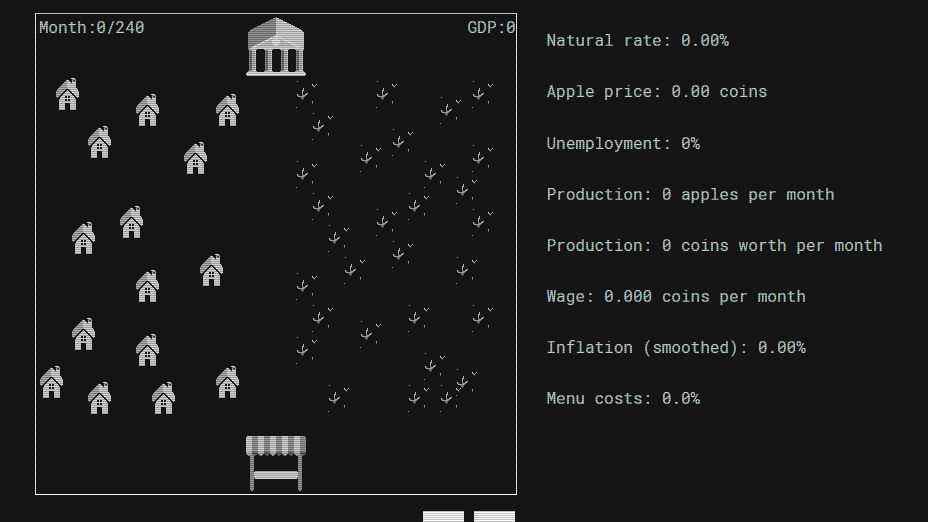 Month:0/240
GDP:0
Natural rate: 0.00%
Apple price: 0.00 coins
Unemployment: 0%
Production: 0 apples per month
Production: 0 coins worth per month
Wage: 0.000 coins per month
Inflation (smoothed): 0.00%
Menu costs: 0.0%